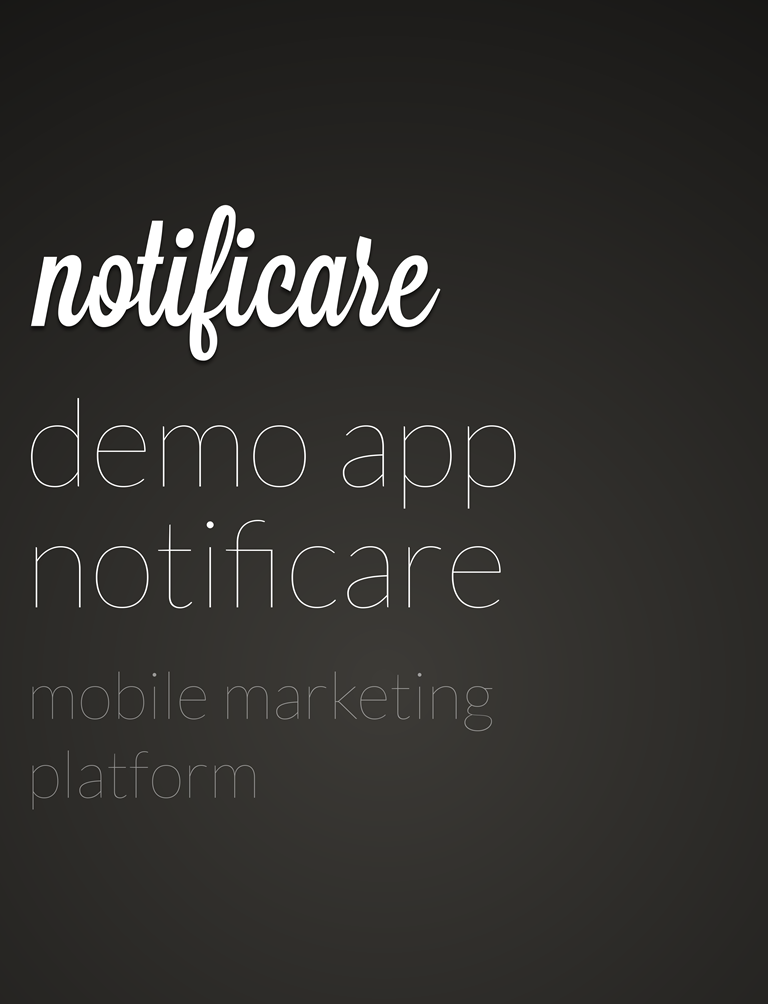 notificare
demo app
notificare
mobile marketing
platform